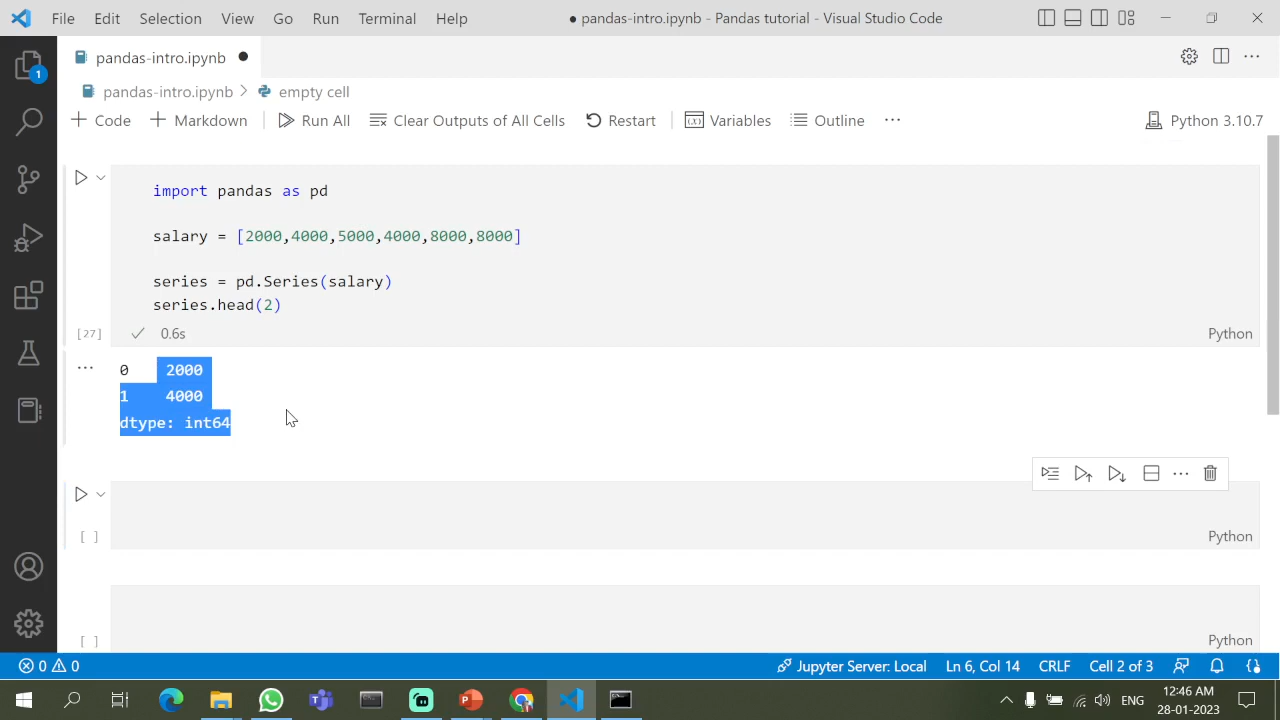 File Edit Selection View Go Run Terminal Help ● pandas-intro.ipynb - Pandas tutorial - Visual Studio Code
pandas-intro.ipynb ●
1
pandas-intro.ipynb > empty cell
+ Code + Markdown Run All Clear Outputs of All Cells Restart (x) Variables Outline ... Python 3.10.7
import pandas as pd
salary = [2000,4000,5000,4000,8000,8000]
series = pd.Series(salary)
series.head(2)
[27] ✓ 0.6s Python
... 0 2000
1 4000
dtype: int64
[ ] Python
[ ] Python
0 0 Jupyter Server: Local Ln 6, Col 14 CRLF Cell 2 of 3
ENG 12:46 AM
28-01-2023